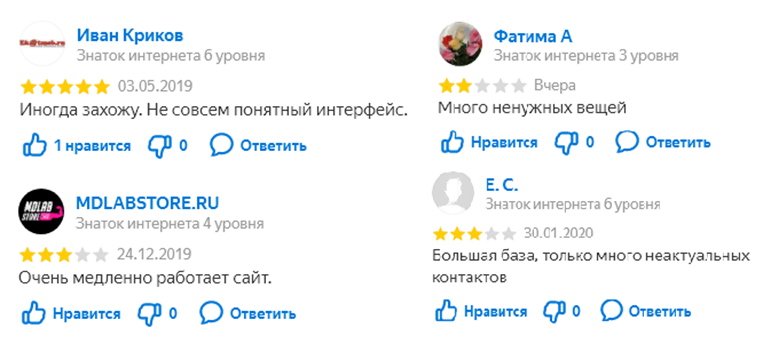 Иван Криков
Знаток интернета 6 уровня
03.05.2019
Иногда захожу. Не совсем понятный интерфейс.
1 нравится 0 Ответить
MDLABSTORE.RU
Знаток интернета 4 уровня
24.12.2019
Очень медленно работает сайт.
Нравится 0 Ответить
Фатима А
Знаток интернета 3 уровня
Вчера
Много ненужных вещей
Нравится 0 Ответить
Е. С.
Знаток интернета 6 уровня
30.01.2020
Большая база, только много неактуальных
контактов
Нравится 0 Ответить
MDLAB
STORE